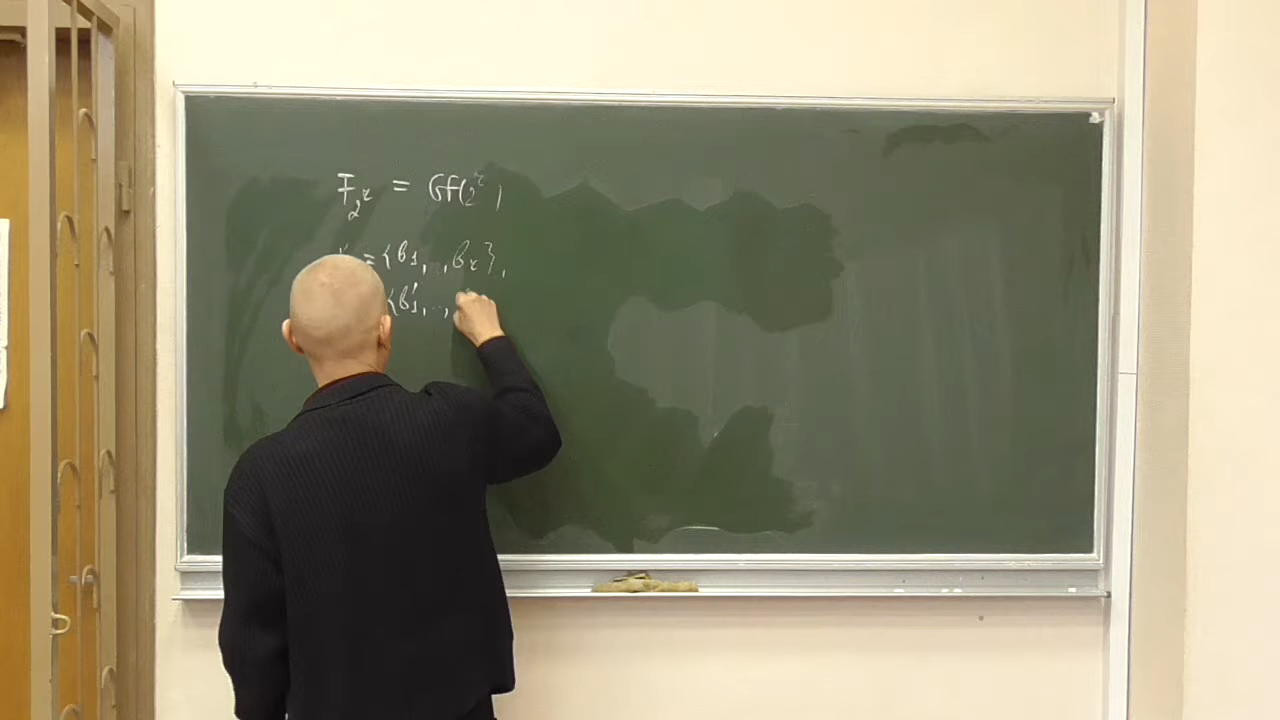 F_{2^r} = GF(2^r)
= {B_1, ..., B_r},
{B'_1, ...,